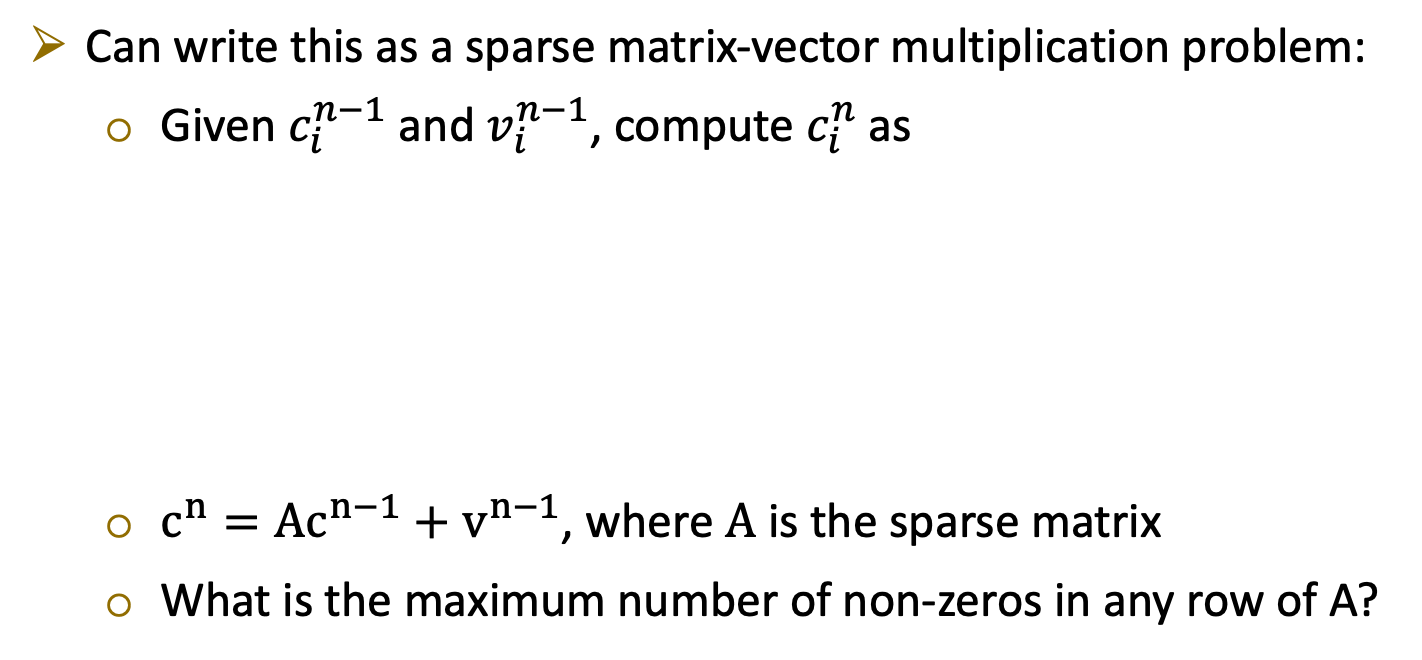 ➢ Can write this as a sparse matrix-vector multiplication problem:
○ Given $c_i^{n-1}$ and $v_i^{n-1}$, compute $c_i^n$ as
○ $c^n = Ac^{n-1} + v^{n-1}$, where A is the sparse matrix
○ What is the maximum number of non-zeros in any row of A?